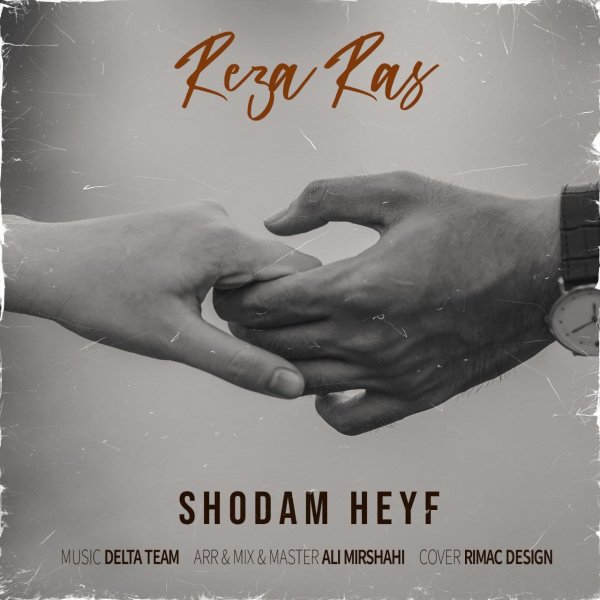 Reza Ras
SHODAM HEYF
MUSIC DELTA TEAM ARR & MIX & MASTER ALI MIRSHAHI COVER RIMAC DESIGN